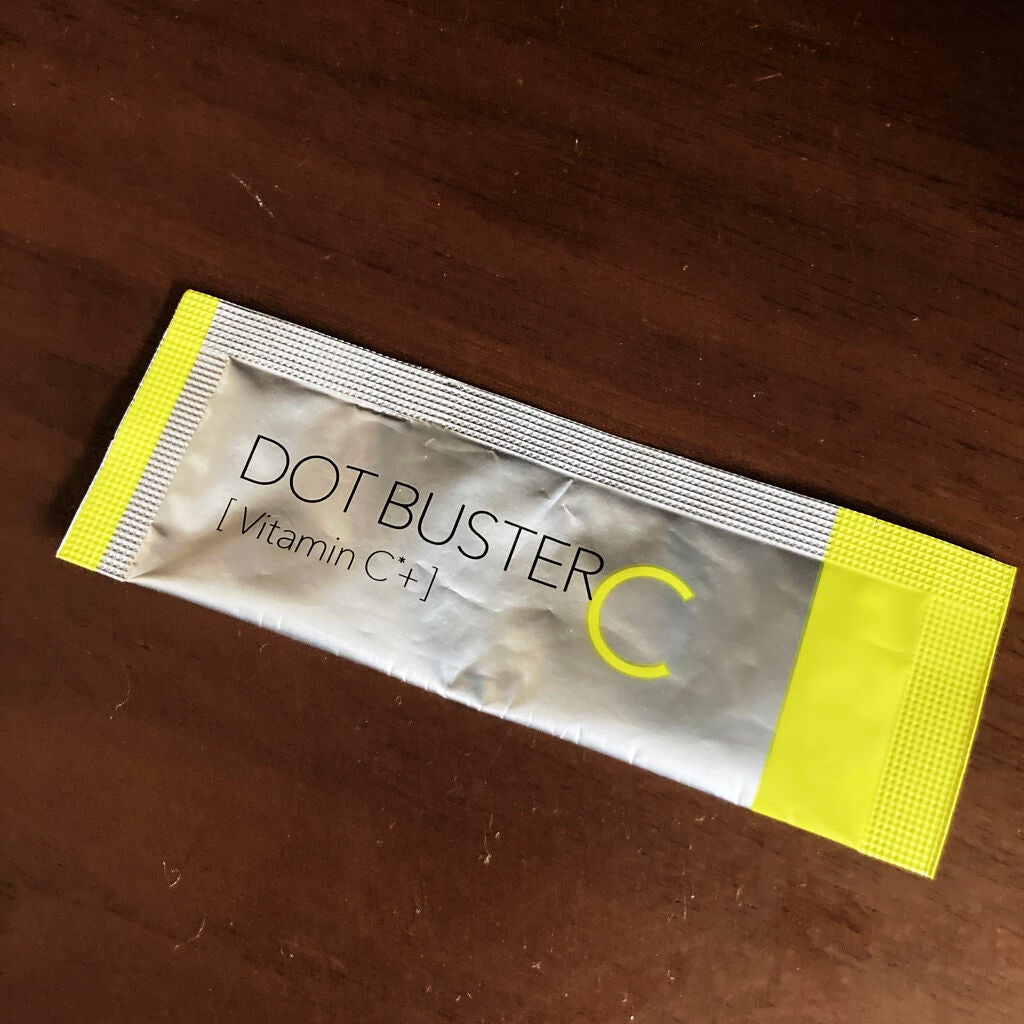 DOT BUSTER C
[ Vitamin C*+ ]